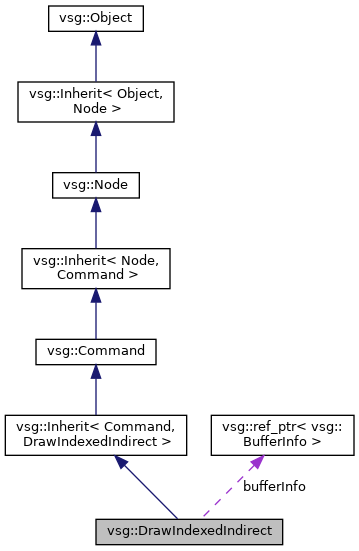 vsg::Object
vsg::Inherit< Object,
Node >
vsg::Node
vsg::Inherit< Node,
Command >
vsg::Command
vsg::Inherit< Command,
DrawIndexedIndirect >
vsg::ref_ptr< vsg::
BufferInfo >
bufferInfo
vsg::DrawIndexedIndirect